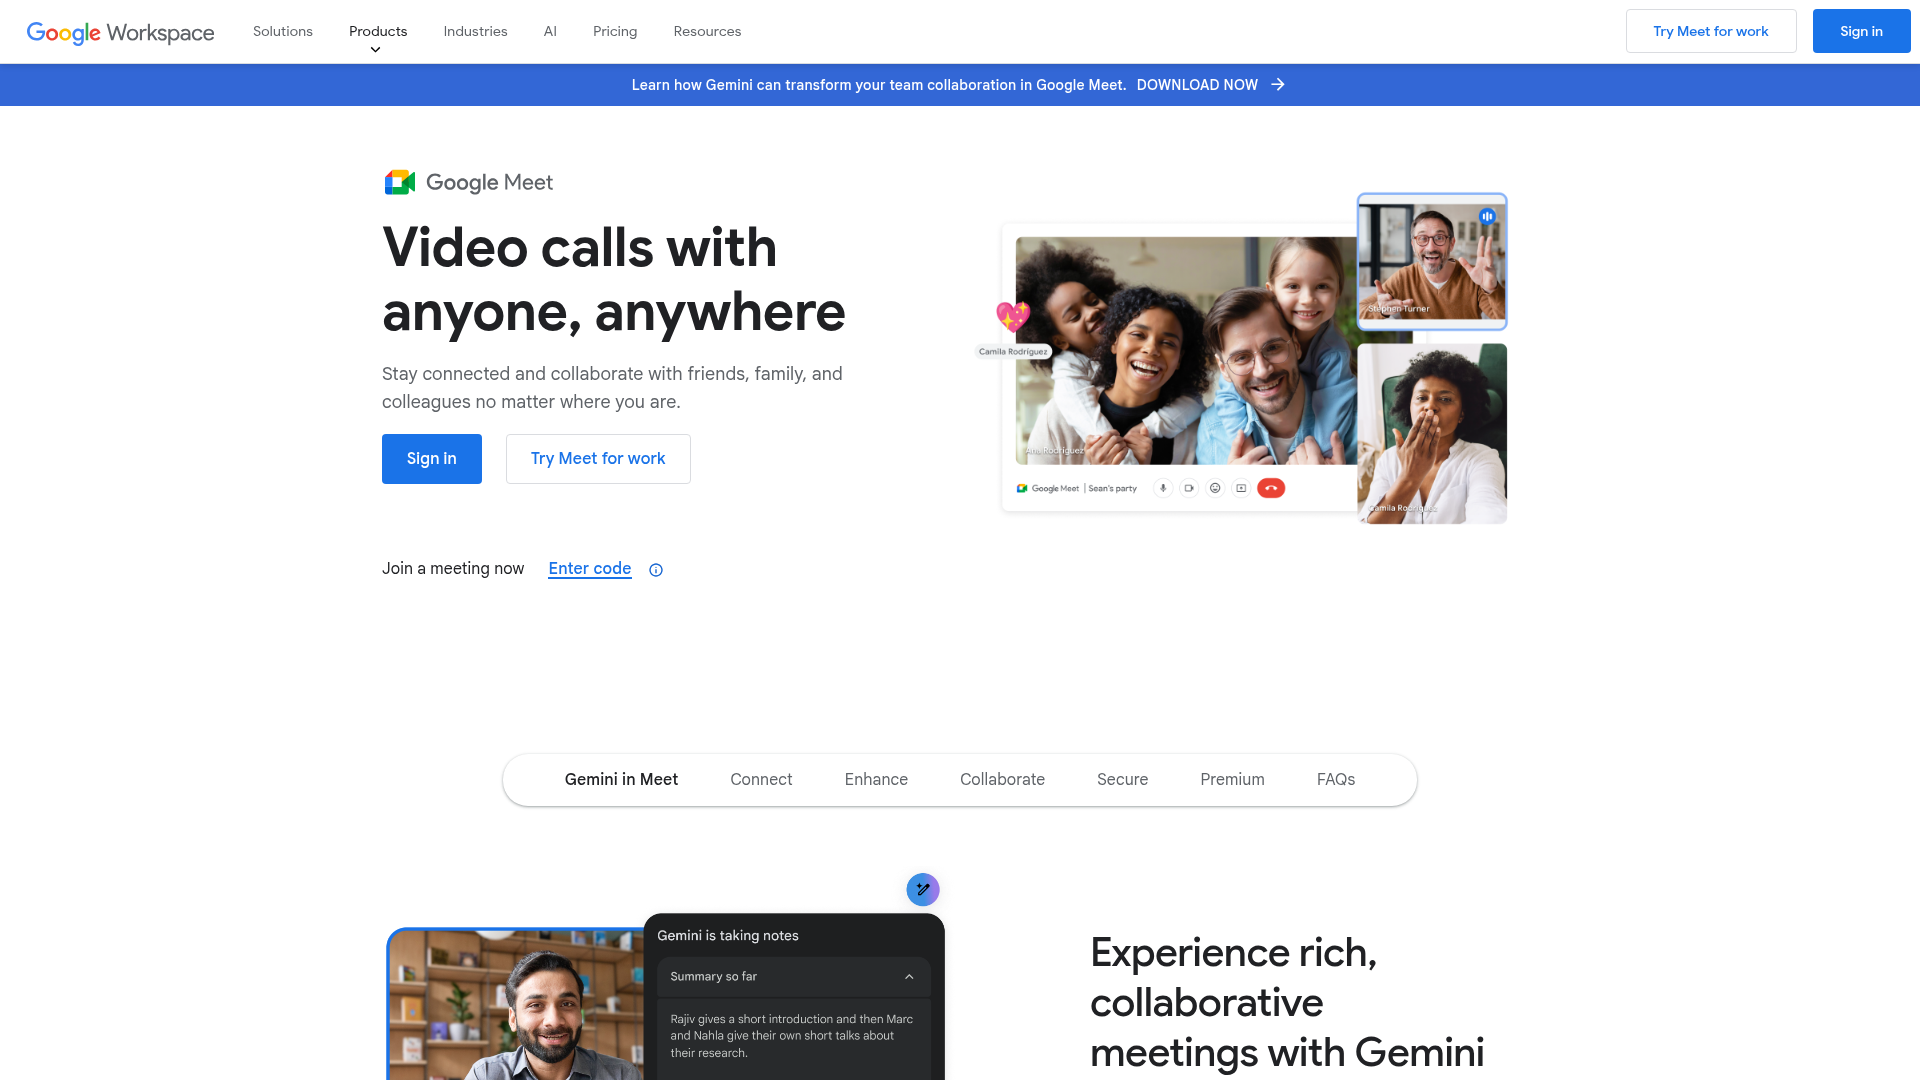 Google Workspace
Solutions
Products
Industries
AI
Pricing
Resources
Try Meet for work
Sign in
Learn how Gemini can transform your team collaboration in Google Meet. DOWNLOAD NOW
Google Meet
Video calls with
anyone, anywhere
Stay connected and collaborate with friends, family, and
colleagues no matter where you are.
Sign in
Try Meet for work
Join a meeting now
Enter code
Stephen Turner
Camila Rodriguez
Ana Rodriguez
Google Meet | Sean's party
Camila Rodriguez
Gemini in Meet
Connect
Enhance
Collaborate
Secure
Premium
FAQs
Gemini is taking notes
Summary so far
Rajiv gives a short introduction and then Marc
and Nahla give their own short talks about
their research.
Experience rich,
collaborative
meetings with Gemini